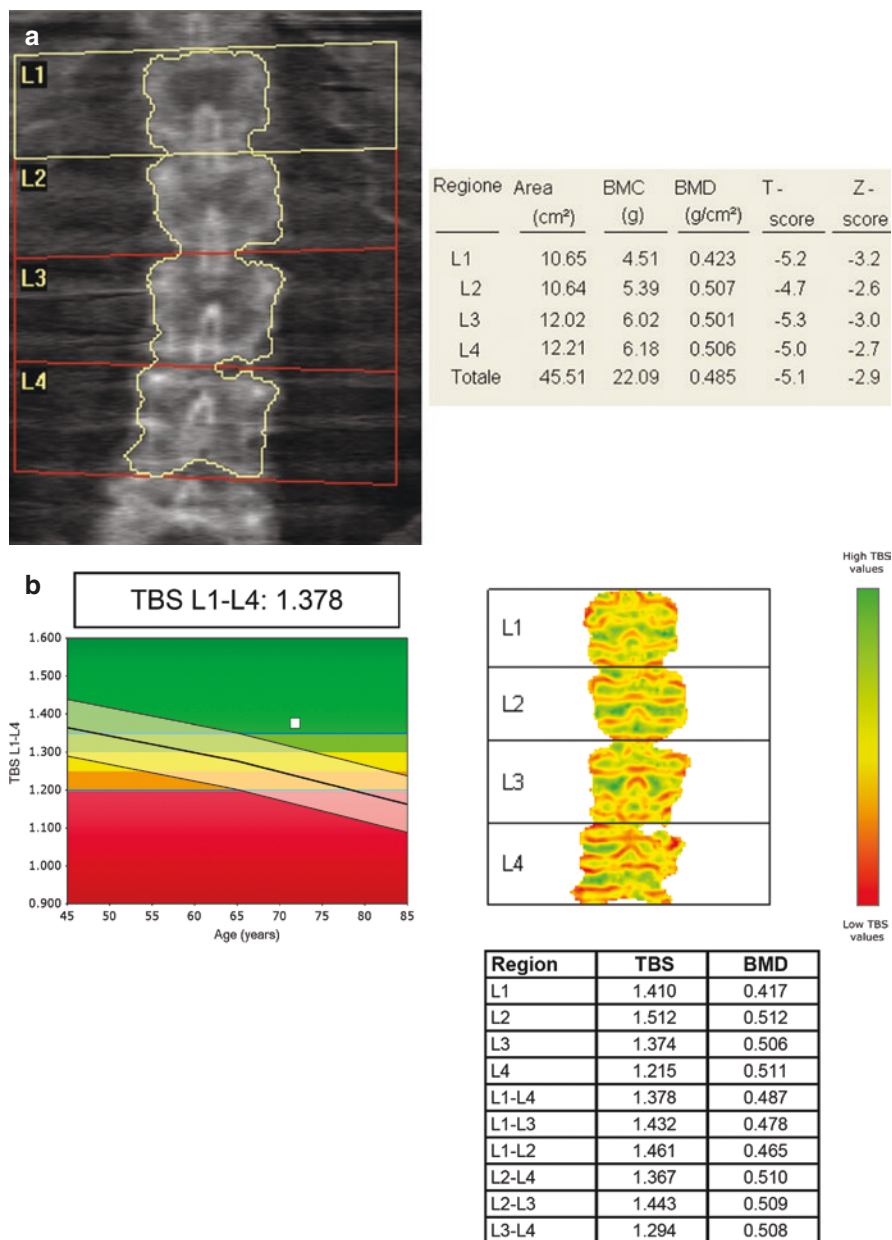 a
L1
L2
L3
L4
Regione Area BMC BMD T - Z -
(cm²) (g) (g/cm²) score score
L1 10.65 4.51 0.423 -5.2 -3.2
L2 10.64 5.39 0.507 -4.7 -2.6
L3 12.02 6.02 0.501 -5.3 -3.0
L4 12.21 6.18 0.506 -5.0 -2.7
Totale 45.51 22.09 0.485 -5.1 -2.9
b
TBS L1-L4: 1.378
TBS L1-L4
1.600
1.500
1.400
1.300
1.200
1.100
1.000
0.900
45 50 55 60 65 70 75 80 85
Age (years)
L1
L2
L3
L4
High TBS
values
Low TBS
values
Region TBS BMD
L1 1.410 0.417
L2 1.512 0.512
L3 1.374 0.506
L4 1.215 0.511
L1-L4 1.378 0.487
L1-L3 1.432 0.478
L1-L2 1.461 0.465
L2-L4 1.367 0.510
L2-L3 1.443 0.509
L3-L4 1.294 0.508